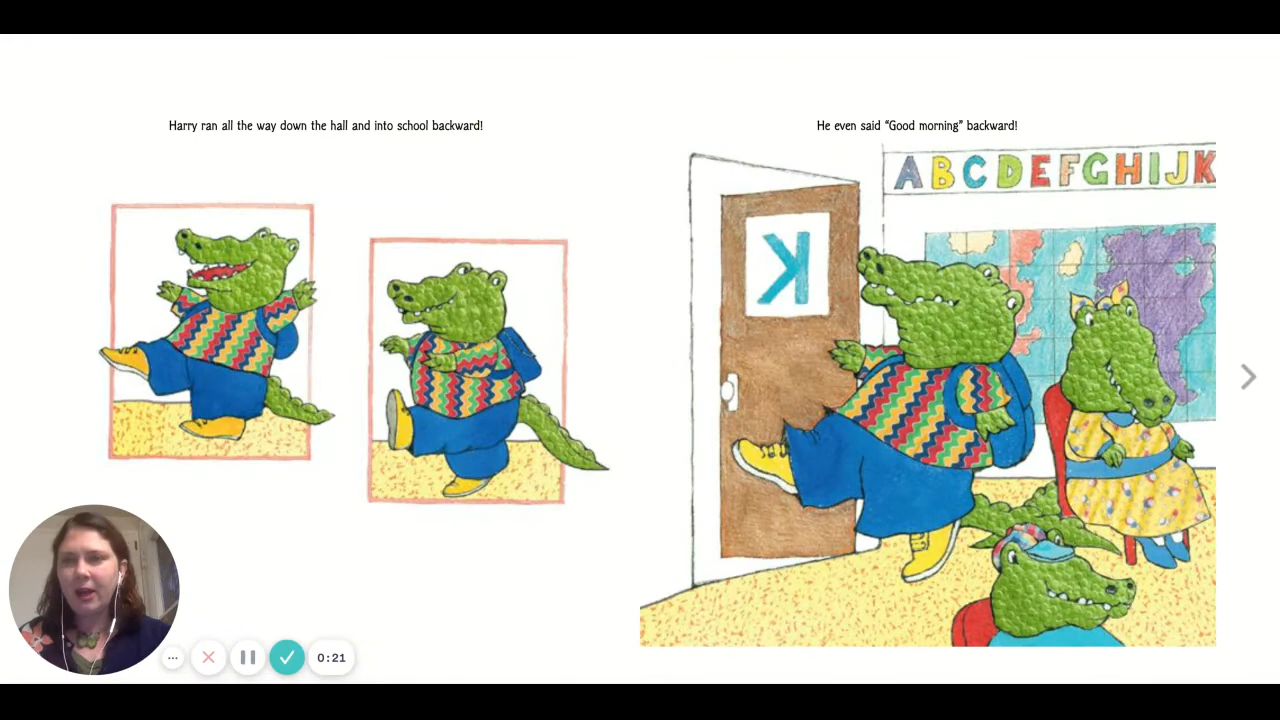 Harry ran all the way down the hall and into school backward!
He even said “Good morning” backward!
ABCDEFGHIJK
K
0:21